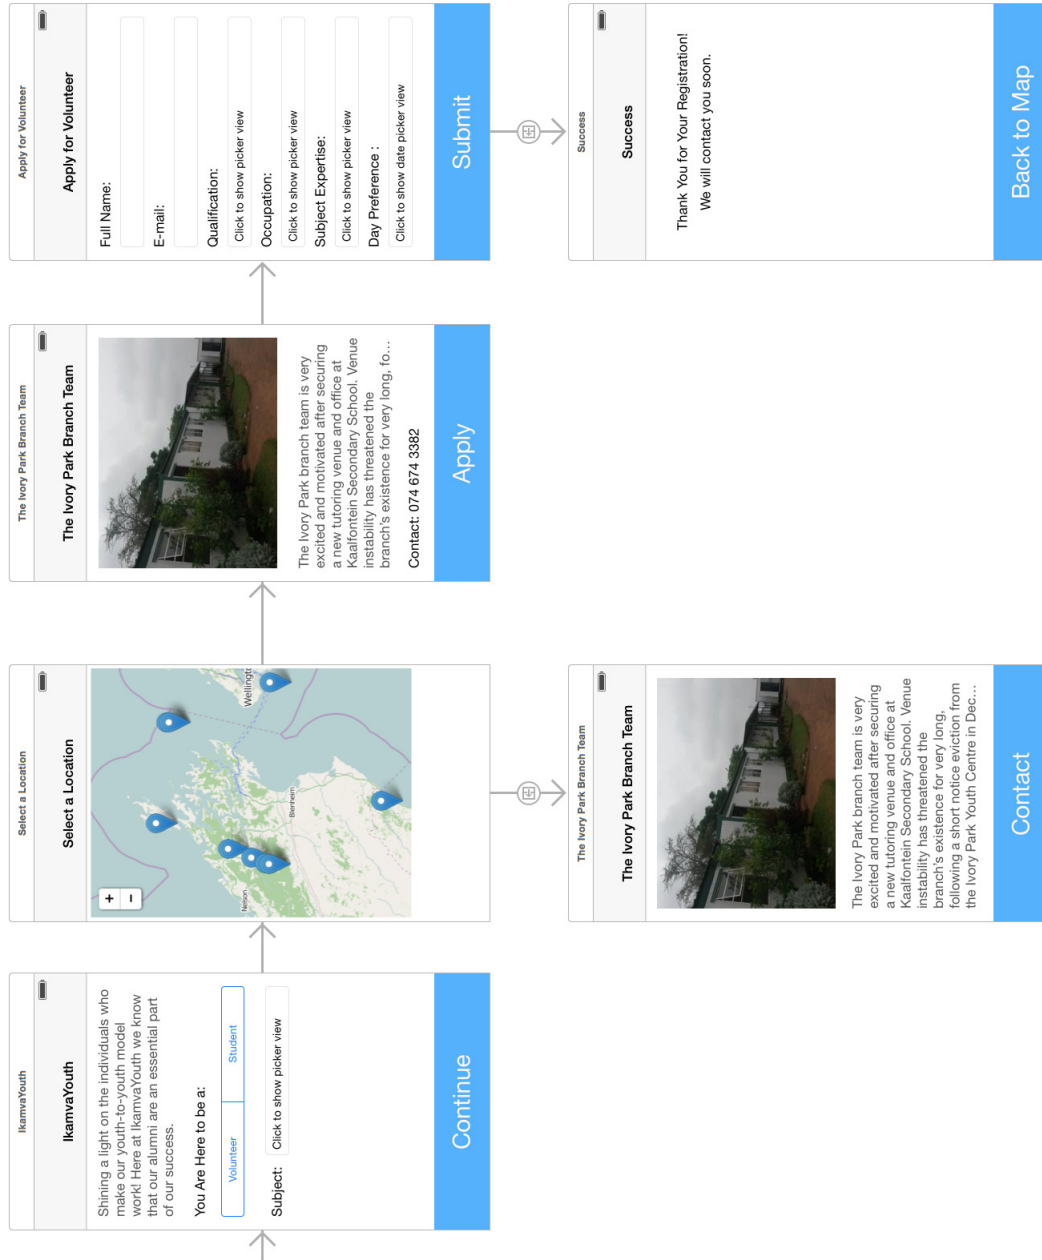 IkamvaYouth
IkamvaYouth
Shining a light on the individuals who
make our youth-to-youth model
work! Here at IkamvaYouth we know
that our alumni are an essential part
of our success.
You Are Here to be a:
Volunteer
Student
Subject:
Click to show picker view
Continue
Select a Location
Select a Location
+
−
Nelson
Blenheim
Wellingto
The Ivory Park Branch Team
The Ivory Park Branch Team
The Ivory Park branch team is very
excited and motivated after securing
a new tutoring venue and office at
Kaalfontein Secondary School. Venue
instability has threatened the
branch's existence for very long, fo...
Contact: 074 674 3382
Apply
Apply for Volunteer
Apply for Volunteer
Full Name:
E-mail:
Qualification:
Click to show picker view
Occupation:
Click to show picker view
Subject Expertise:
Click to show picker view
Day Preference :
Click to show date picker view
Submit
The Ivory Park Branch Team
The Ivory Park Branch Team
The Ivory Park branch team is very
excited and motivated after securing
a new tutoring venue and office at
Kaalfontein Secondary School. Venue
instability has threatened the
branch's existence for very long,
following a short notice eviction from
the Ivory Park Youth Centre in Dec...
Contact
Success
Success
Thank You for Your Registration!
We will contact you soon.
Back to Map